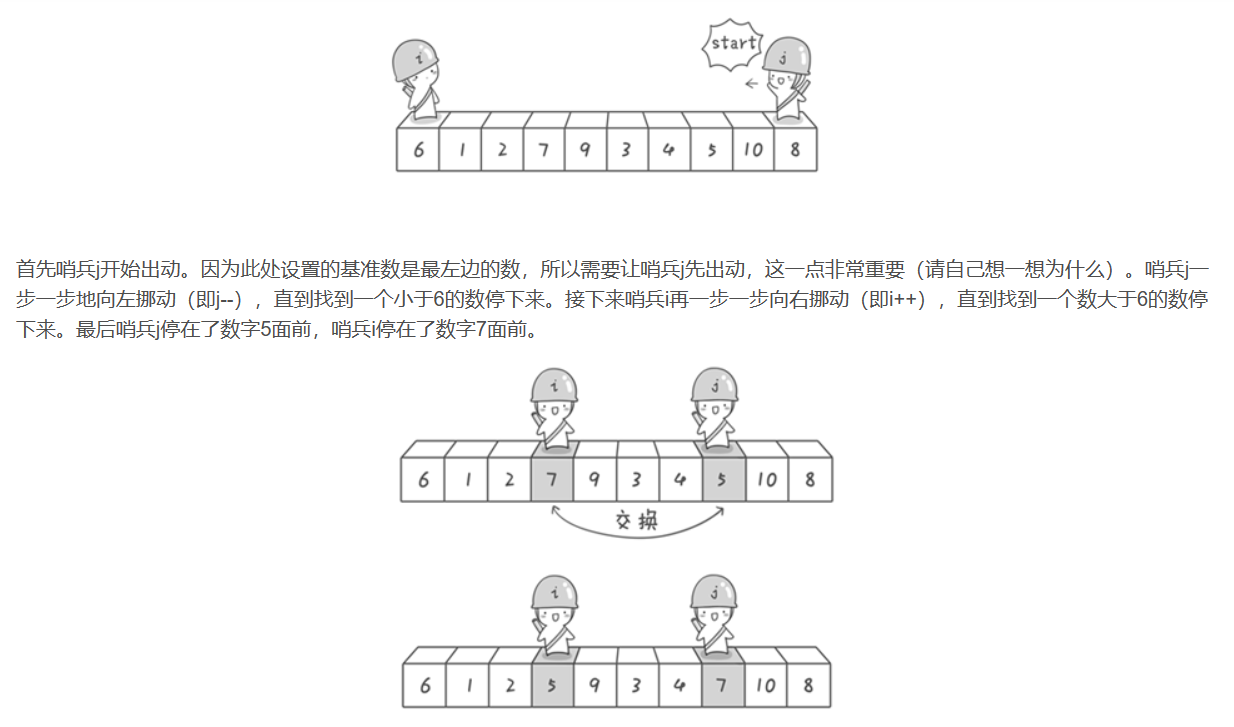 start
i
j
6 1 2 7 9 3 4 5 10 8
首先哨兵j开始出动。因为此处设置的基准数是最左边的数，所以需要让哨兵j先出动，这一点非常重要（请自己想一想为什么）。哨兵j一
步一步地向左挪动（即j--），直到找到一个小于6的数停下来。接下来哨兵i再一步一步向右挪动（即i++），直到找到一个数大于6的数停
下来。最后哨兵j停在了数字5面前，哨兵i停在了数字7面前。
i
j
6 1 2 7 9 3 4 5 10 8
交换
i
j
6 1 2 5 9 3 4 7 10 8